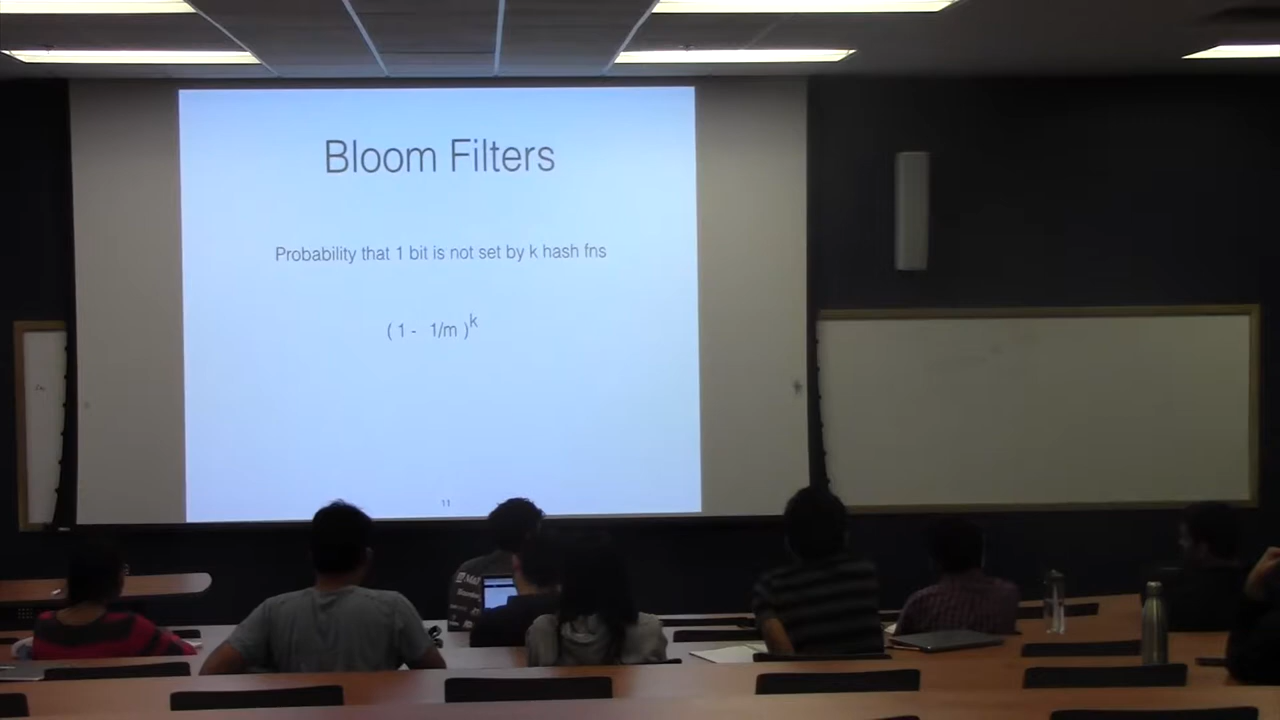 Bloom Filters
Probability that 1 bit is not set by k hash fns
( 1 - 1/m )^k
11